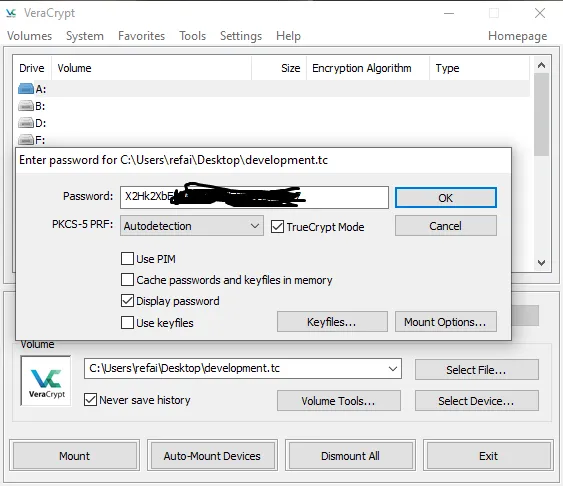 VeraCrypt
Volumes System Favorites Tools Settings Help Homepage
Drive Volume Size Encryption Algorithm Type
A:
B:
D:
F:
Enter password for C:\Users\refai\Desktop\development.tc
Password: X2Hk2XbE
OK
PKCS-5 PRF: Autodetection TrueCrypt Mode Cancel
Use PIM
Cache passwords and keyfiles in memory
Display password
Use keyfiles Keyfiles... Mount Options...
Volume
VeraCrypt
C:\Users\refai\Desktop\development.tc Select File...
Never save history Volume Tools... Select Device...
Mount Auto-Mount Devices Dismount All Exit